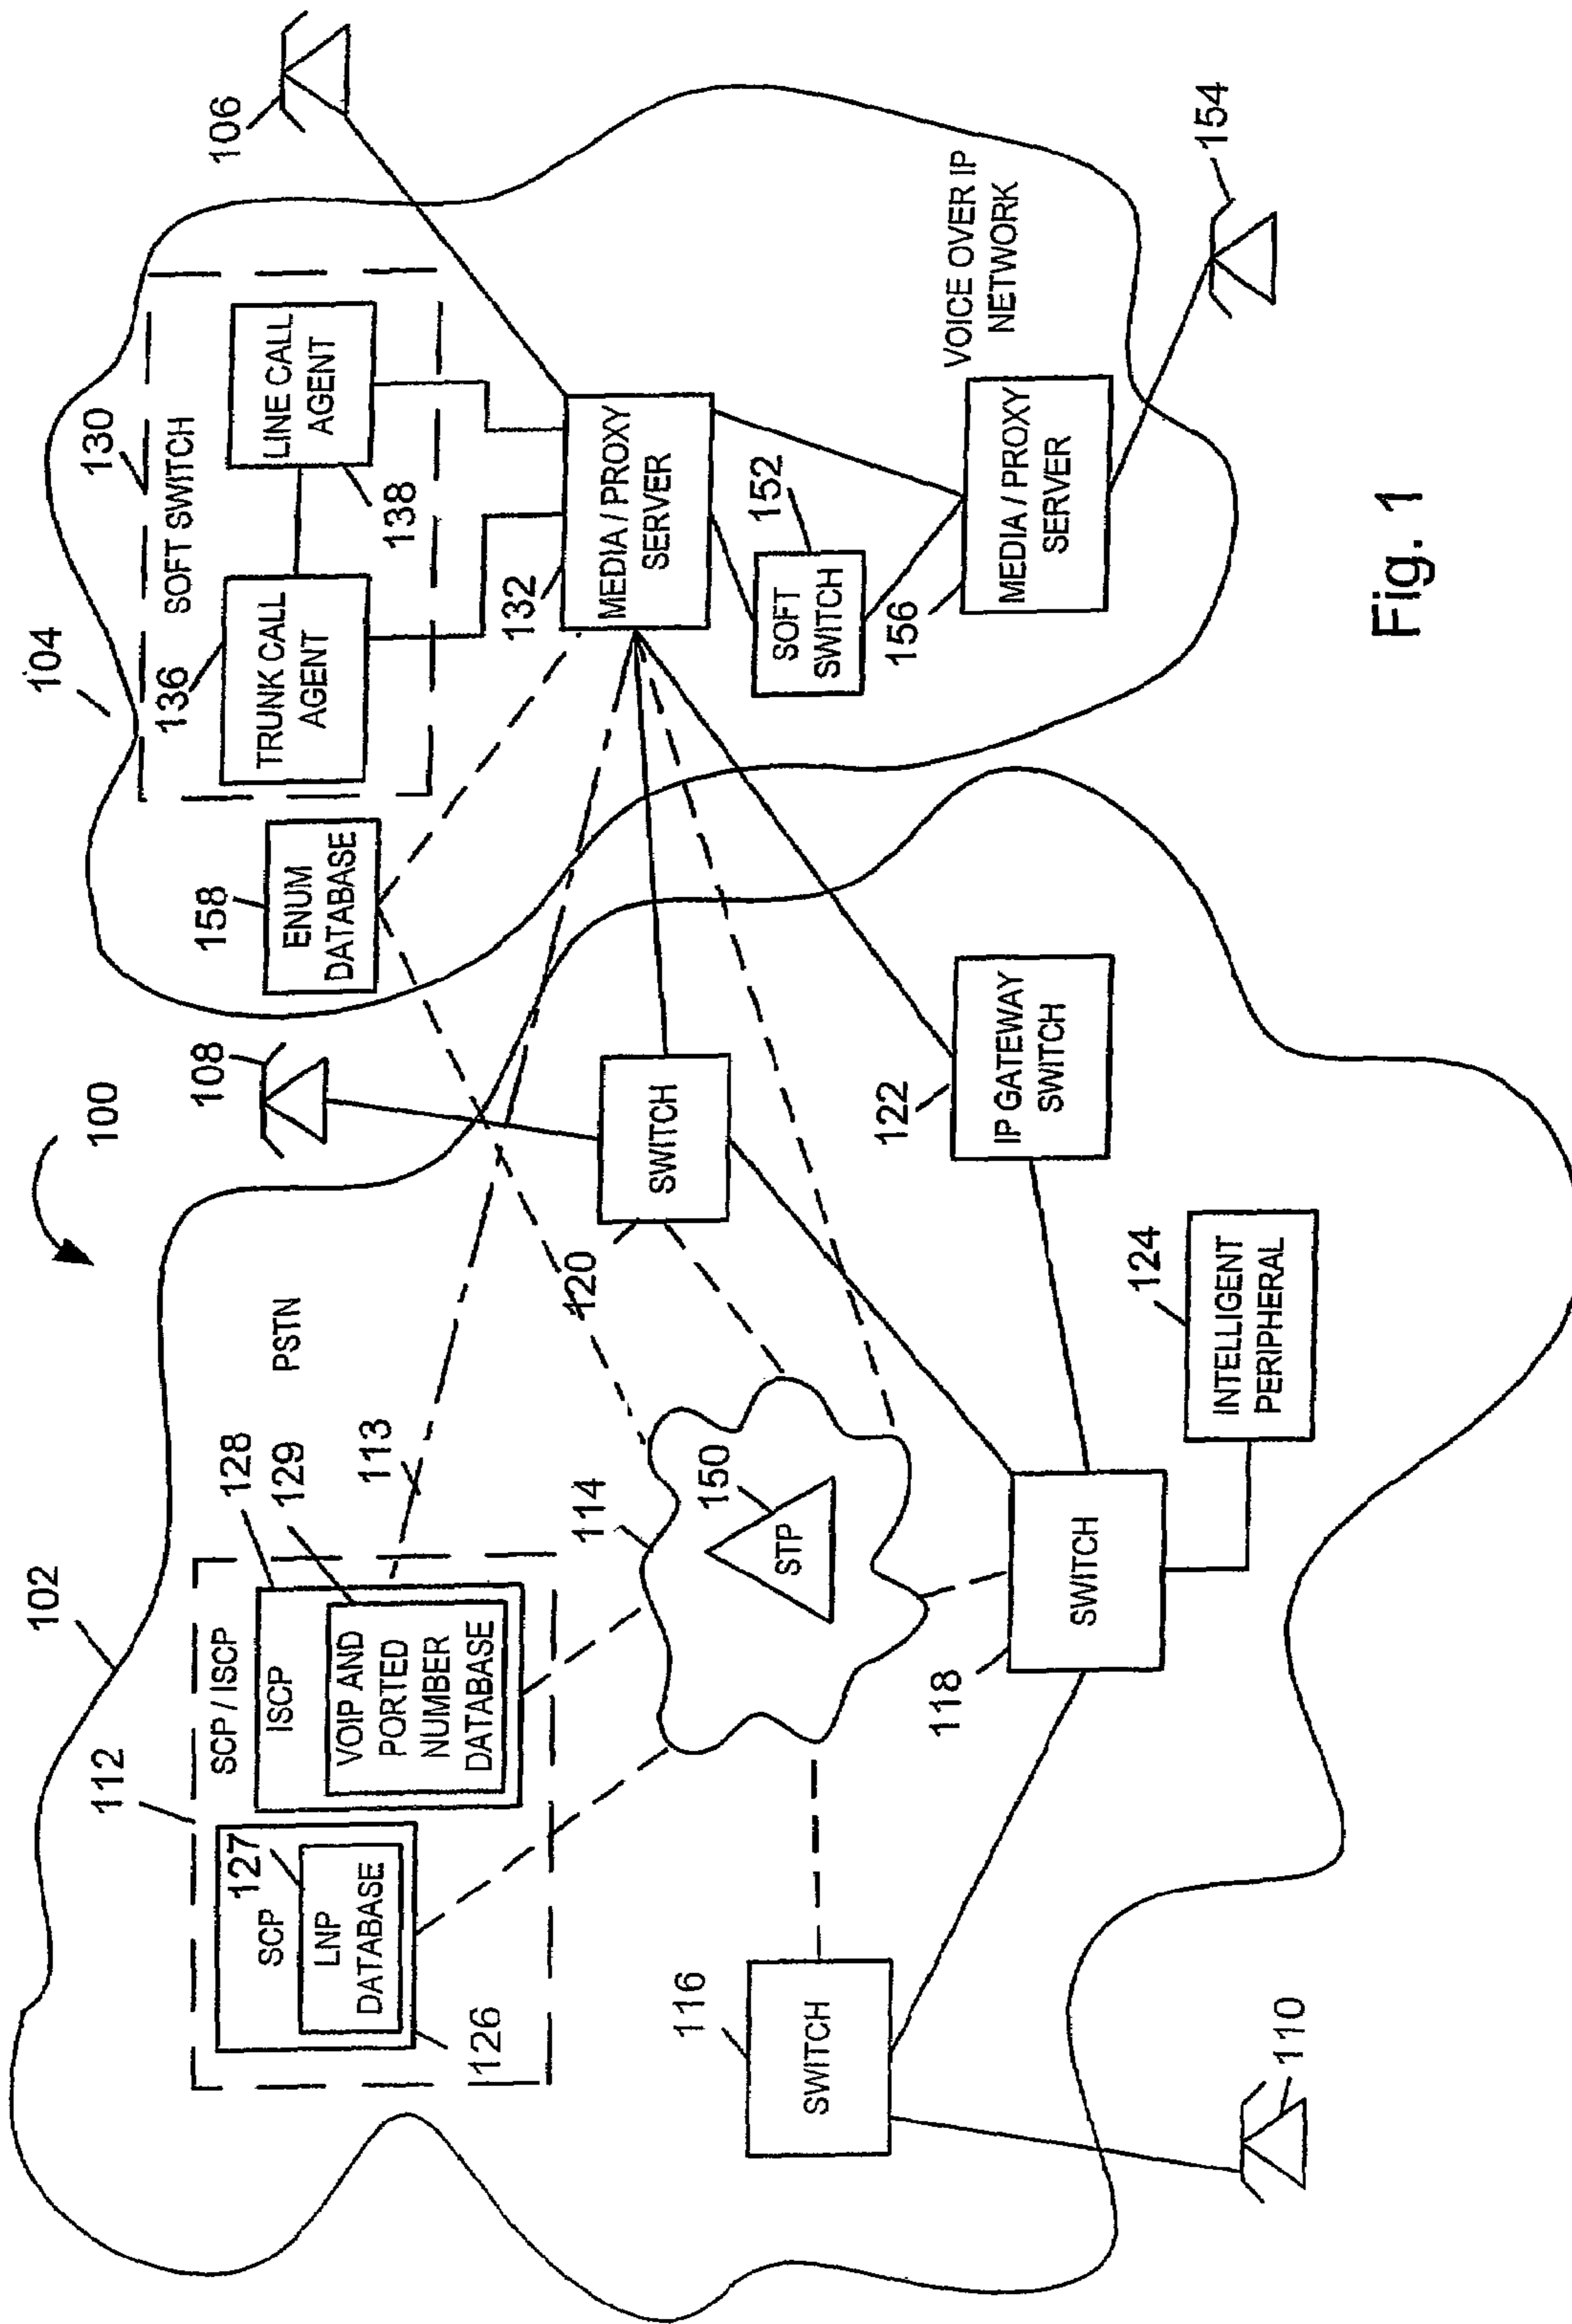 100
102
112
SCP / ISCP
128
129
113
PSTN
127
SCP
LNP
DATABASE
126
ISCP
VOIP AND
PORTED
NUMBER
DATABASE
114
150
STP
116
SWITCH
110
118
SWITCH
120
SWITCH
108
122
IP GATEWAY
SWITCH
124
INTELLIGENT
PERIPHERAL
104
130
SOFT SWITCH
136
TRUNK CALL
AGENT
LINE CALL
AGENT
138
158
ENUM
DATABASE
132
MEDIA / PROXY
SERVER
106
152
SOFT
SWITCH
156
MEDIA / PROXY
SERVER
VOICE OVER IP
NETWORK
154
Fig. 1